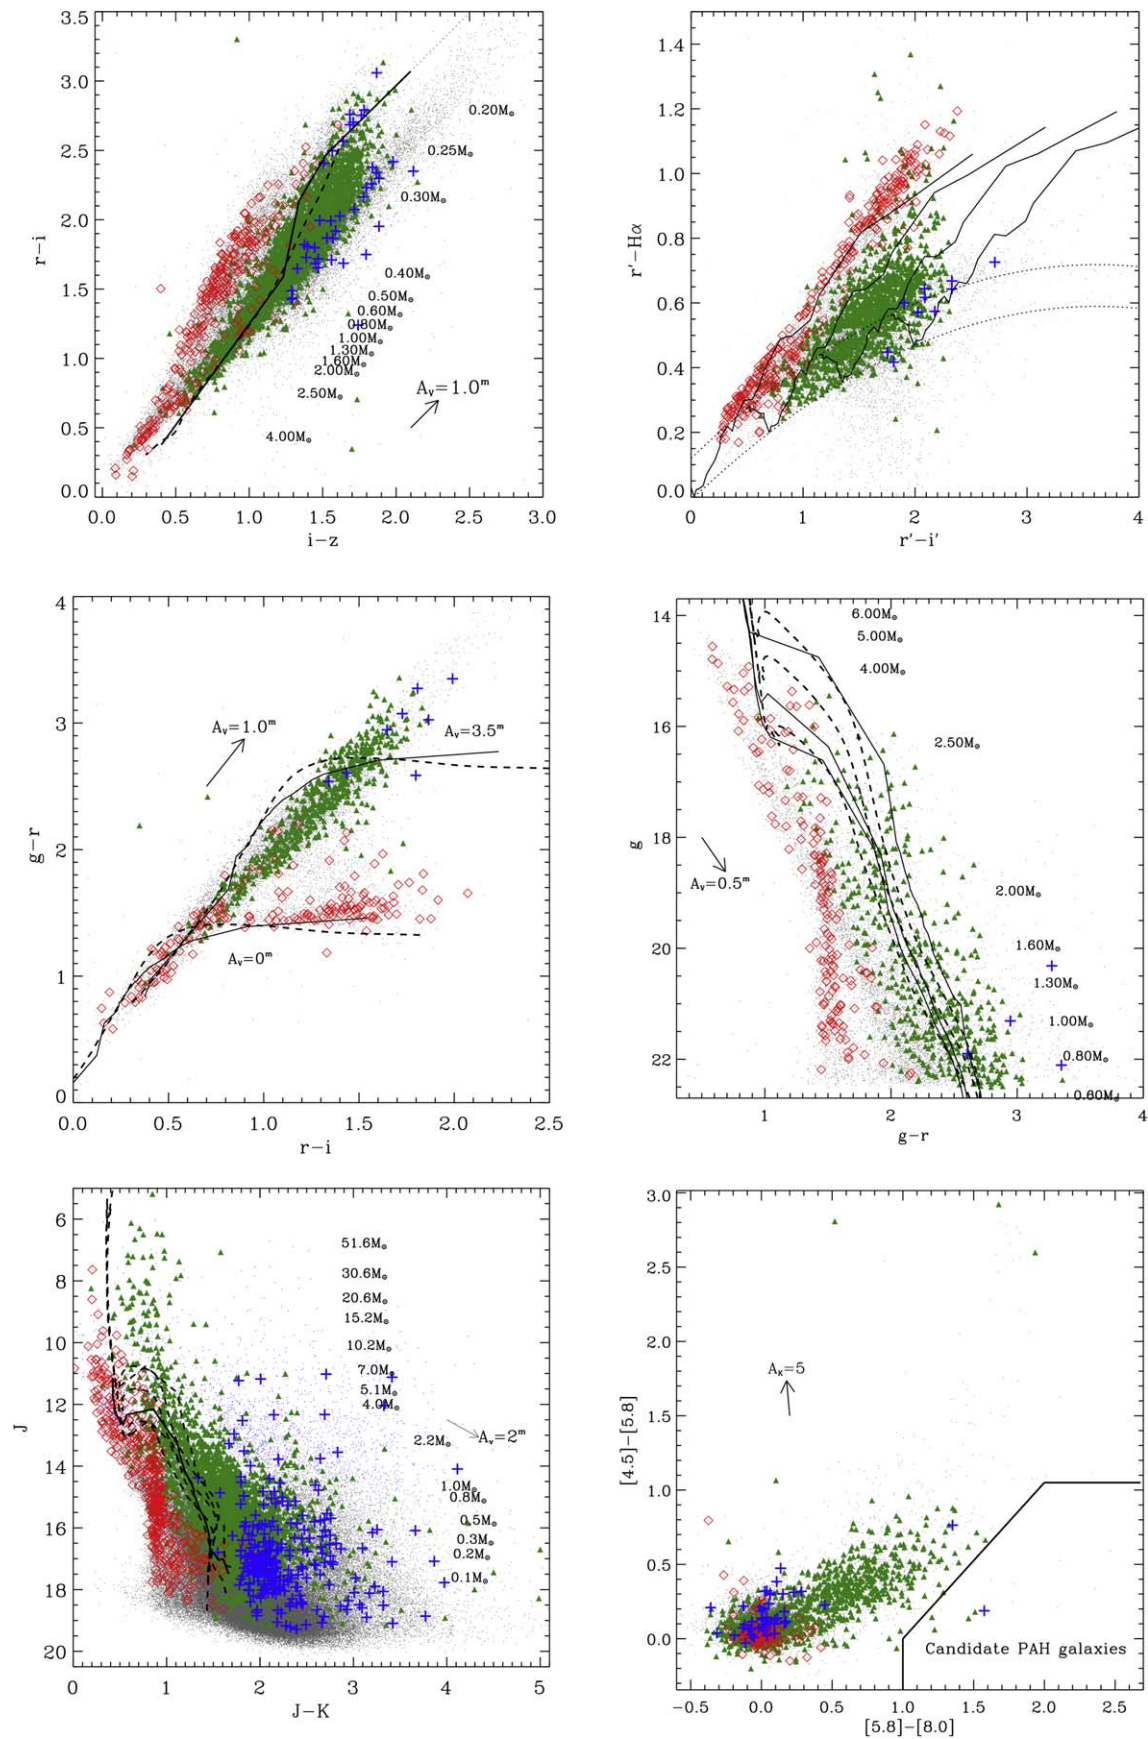 3.5
3.0
2.5
2.0
1.5
1.0
0.5
0.0
r−i
0.20M⊙
0.25M⊙
0.30M⊙
0.40M⊙
0.50M⊙
0.60M⊙
0.80M⊙
1.00M⊙
1.30M⊙
1.60M⊙
2.00M⊙
2.50M⊙
4.00M⊙
Aᵥ=1.0ᵐ
0.0 0.5 1.0 1.5 2.0 2.5 3.0
i−z
1.4
1.2
1.0
0.8
0.6
0.4
0.2
0.0
r′−Hα
0 1 2 3 4
r′−i′
4
3
2
1
0
g−r
Aᵥ=1.0ᵐ
Aᵥ=3.5ᵐ
Aᵥ=0ᵐ
0.0 0.5 1.0 1.5 2.0 2.5
r−i
14
16
18
20
22
g
6.00M⊙
5.00M⊙
4.00M⊙
2.50M⊙
Aᵥ=0.5ᵐ
2.00M⊙
1.60M⊙
1.30M⊙
1.00M⊙
0.80M⊙
1 2 3 4
g−r
6
8
10
12
14
16
18
20
J
51.6M⊙
30.6M⊙
20.6M⊙
15.2M⊙
10.2M⊙
7.0M⊙
5.1M⊙
4.0M⊙
2.2M⊙
Aᵥ=2ᵐ
1.0M⊙
0.8M⊙
0.5M⊙
0.3M⊙
0.2M⊙
0.1M⊙
0 1 2 3 4 5
J−K
3.0
2.5
2.0
1.5
1.0
0.5
0.0
[4.5]−[5.8]
Aₖ=5
Candidate PAH galaxies
−0.5 0.0 0.5 1.0 1.5 2.0 2.5
[5.8]−[8.0]